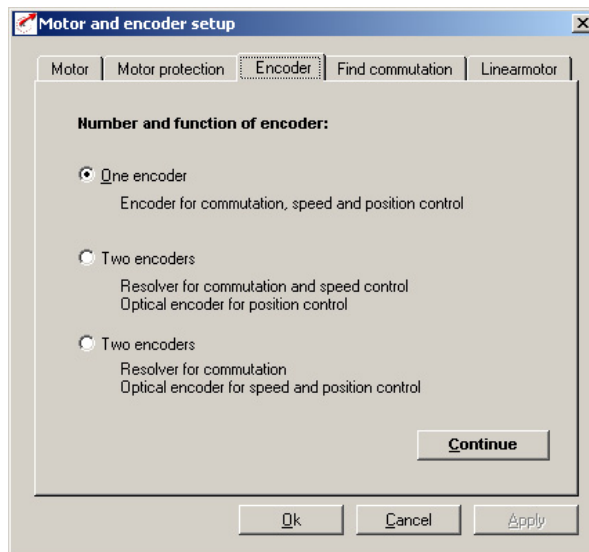 Motor and encoder setup
Motor Motor protection Encoder Find commutation Linearmotor
Number and function of encoder:
One encoder
Encoder for commutation, speed and position control
Two encoders
Resolver for commutation and speed control
Optical encoder for position control
Two encoders
Resolver for commutation
Optical encoder for speed and position control
Continue
Ok Cancel Apply